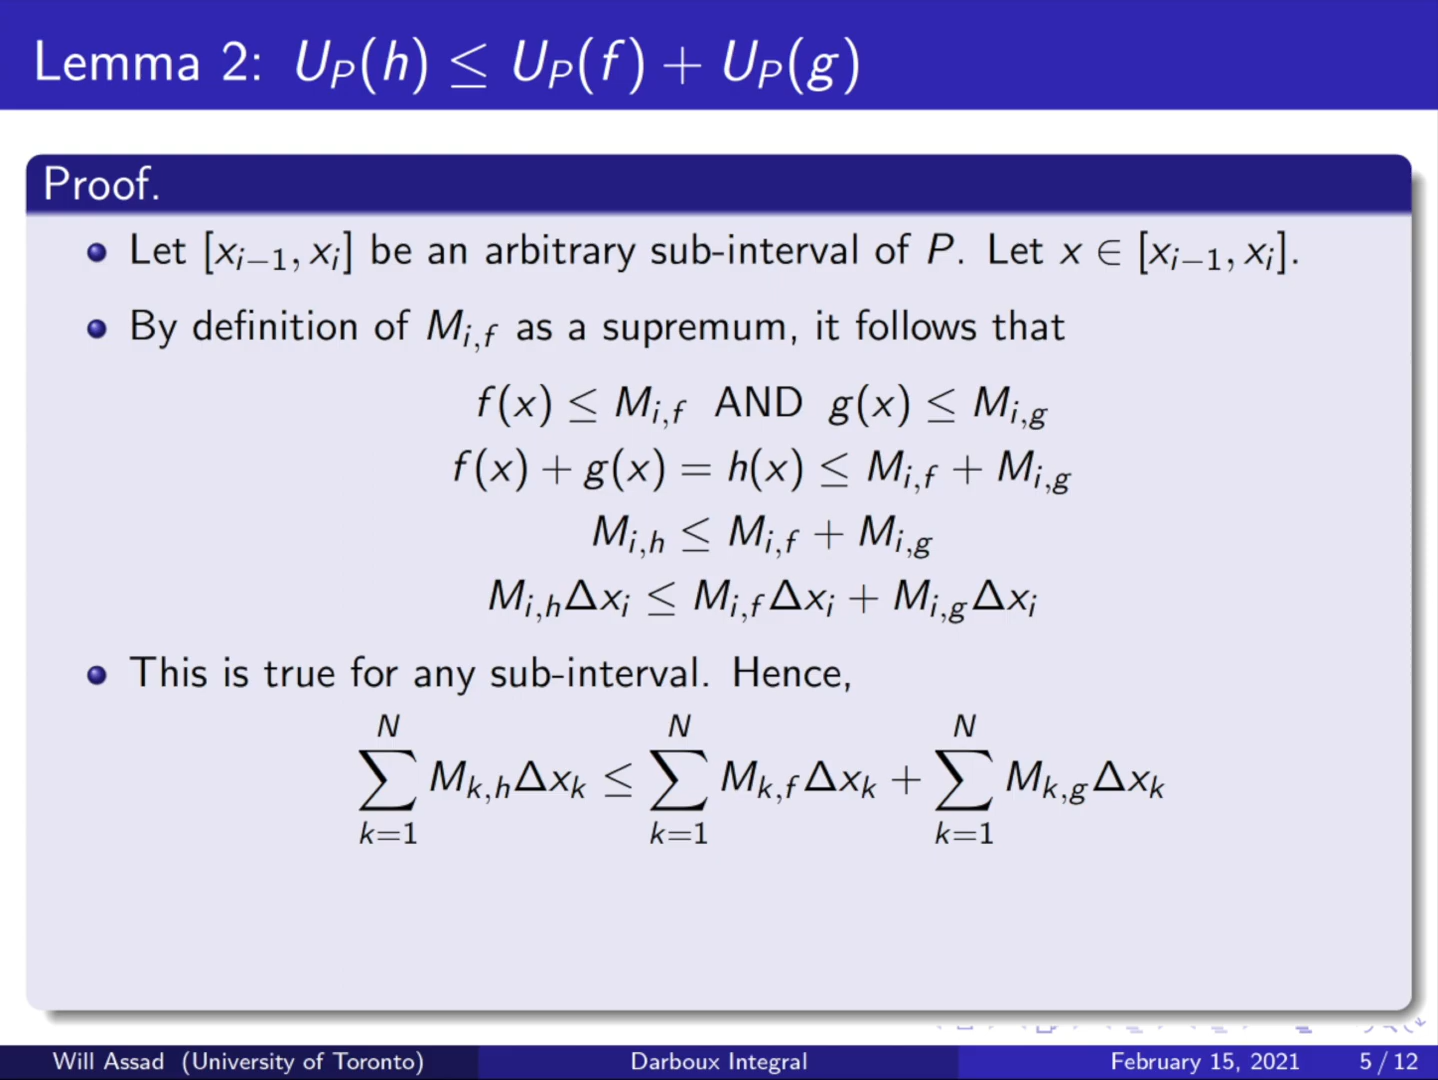 Lemma 2: U_P(h) ≤ U_P(f) + U_P(g)
Proof.
Let [x_{i−1}, x_i] be an arbitrary sub-interval of P. Let x ∈ [x_{i−1}, x_i].
By definition of M_{i,f} as a supremum, it follows that
f(x) ≤ M_{i,f} AND g(x) ≤ M_{i,g}
f(x) + g(x) = h(x) ≤ M_{i,f} + M_{i,g}
M_{i,h} ≤ M_{i,f} + M_{i,g}
M_{i,h}Δx_i ≤ M_{i,f}Δx_i + M_{i,g}Δx_i
This is true for any sub-interval. Hence,
∑_{k=1}^{N} M_{k,h}Δx_k ≤ ∑_{k=1}^{N} M_{k,f}Δx_k + ∑_{k=1}^{N} M_{k,g}Δx_k
Will Assad (University of Toronto) Darboux Integral February 15, 2021 5 / 12